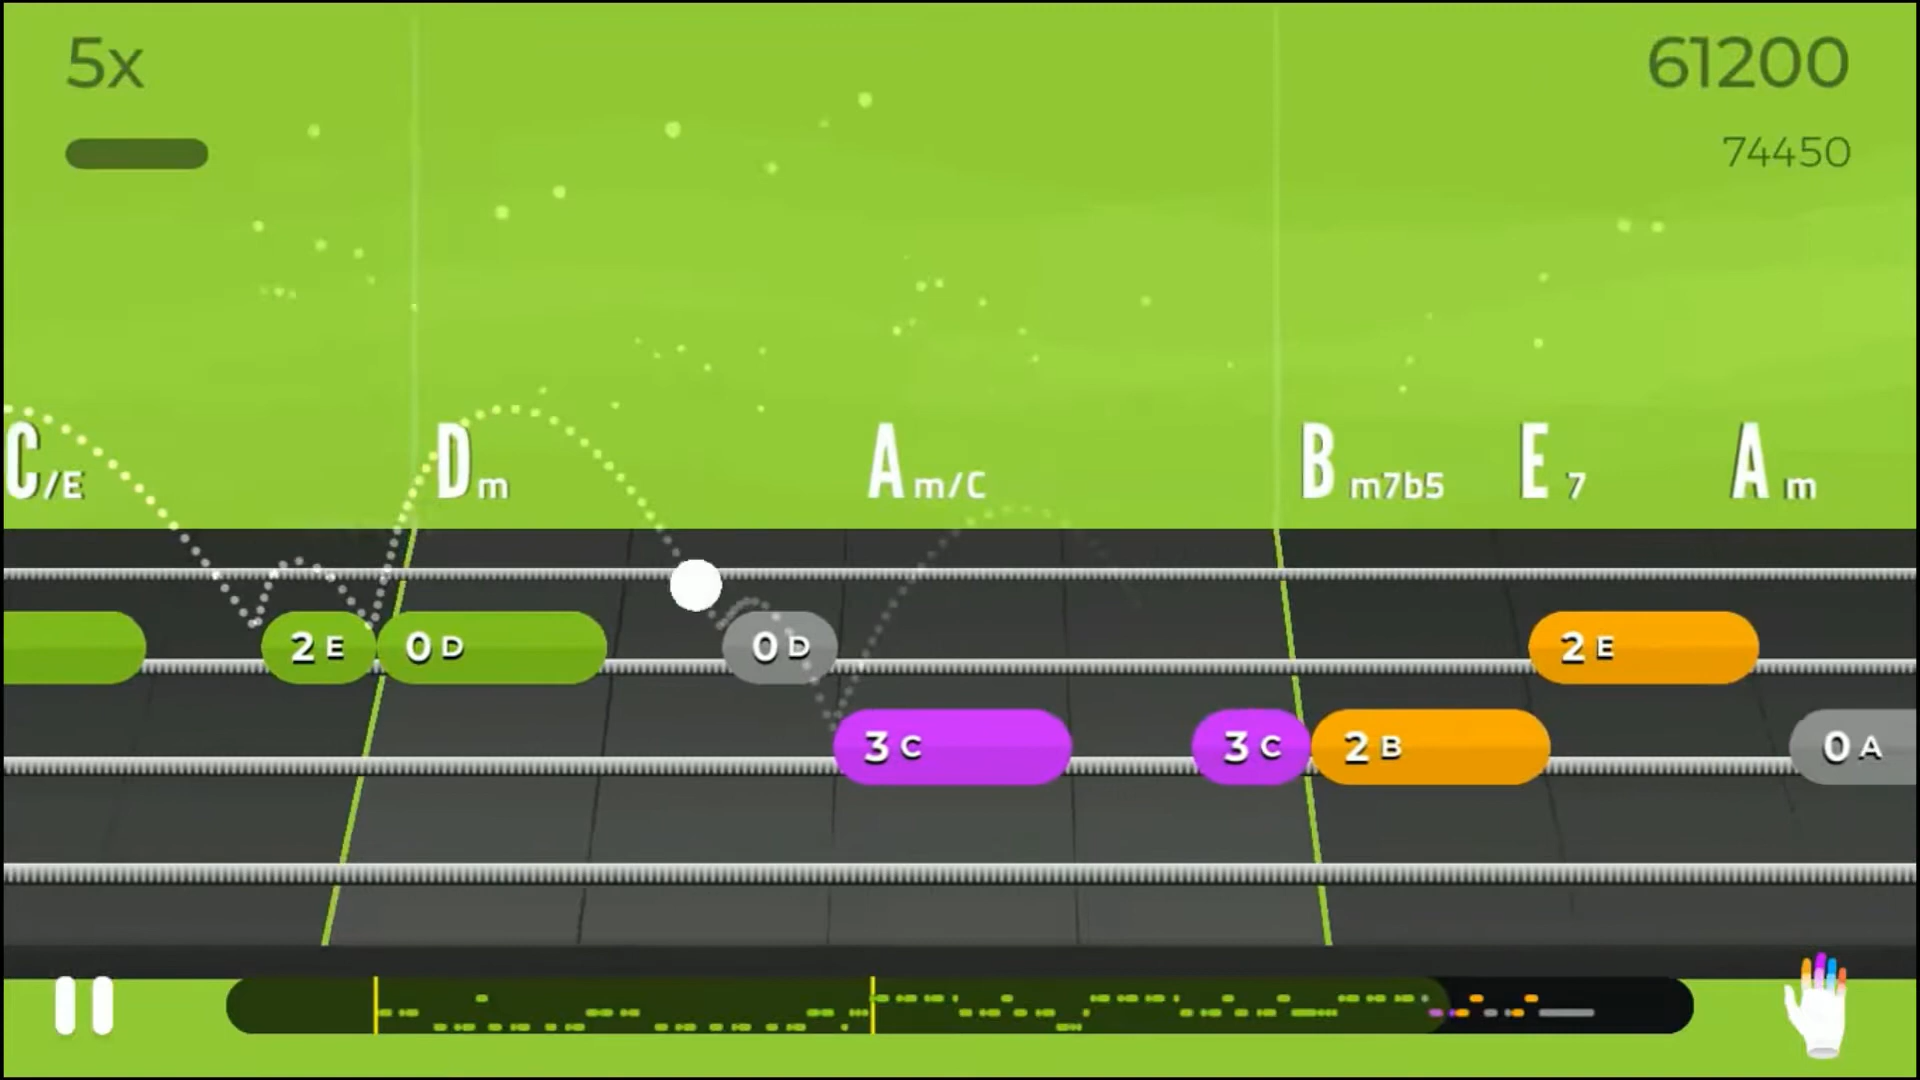 5x 61200
74450
C/E Dm Am/C Bm7b5 E7 Am
2 E 0 D 0 D 2 E
3 C 3 C 2 B 0 A